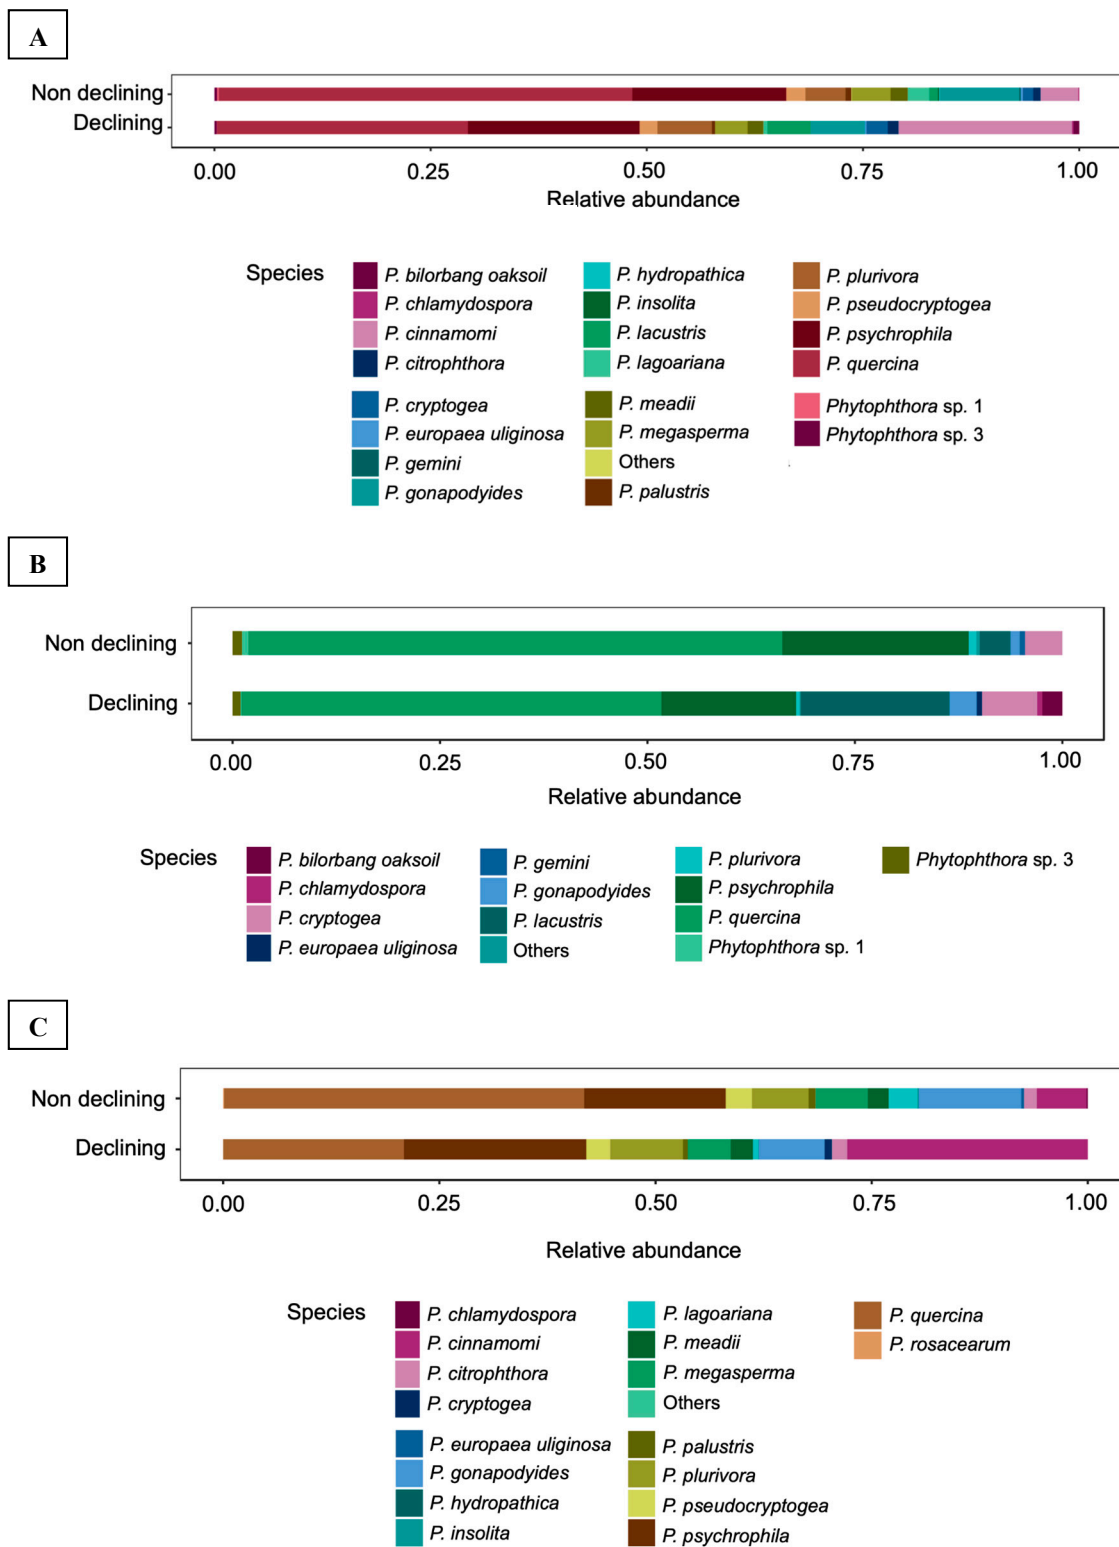 A
Non declining
Declining
0.00 0.25 0.50 0.75 1.00
Relative abundance
Species
P. bilorbang oaksoil
P. chlamydospora
P. cinnamomi
P. citrophthora
P. cryptogea
P. europaea uliginosa
P. gemini
P. gonapodyides
P. hydropathica
P. insolita
P. lacustris
P. lagoariana
P. meadii
P. megasperma
Others
P. palustris
P. plurivora
P. pseudocryptogea
P. psychrophila
P. quercina
Phytophthora sp. 1
Phytophthora sp. 3
B
Non declining
Declining
0.00 0.25 0.50 0.75 1.00
Relative abundance
Species
P. bilorbang oaksoil
P. chlamydospora
P. cryptogea
P. europaea uliginosa
P. gemini
P. gonapodyides
P. lacustris
Others
P. plurivora
P. psychrophila
P. quercina
Phytophthora sp. 1
Phytophthora sp. 3
C
Non declining
Declining
0.00 0.25 0.50 0.75 1.00
Relative abundance
Species
P. chlamydospora
P. cinnamomi
P. citrophthora
P. cryptogea
P. europaea uliginosa
P. gonapodyides
P. hydropathica
P. insolita
P. lagoariana
P. meadii
P. megasperma
Others
P. palustris
P. plurivora
P. pseudocryptogea
P. psychrophila
P. quercina
P. rosacearum